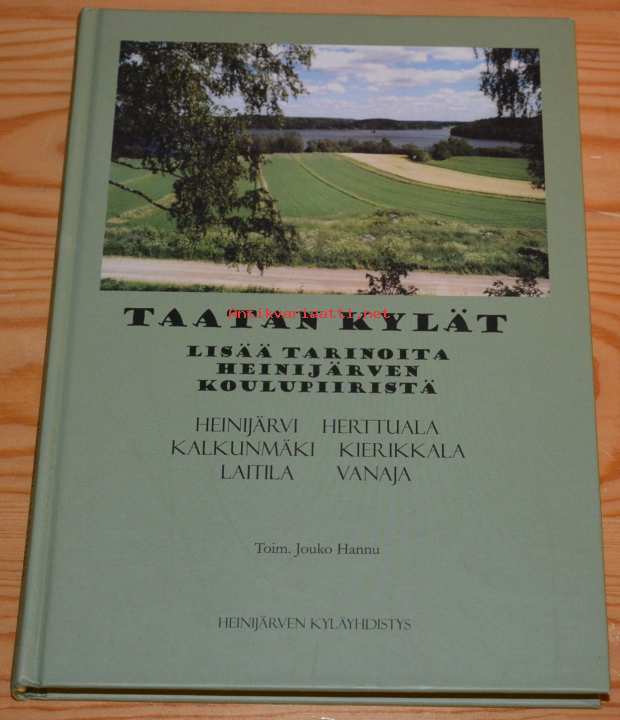 antikvariaatti.net
TAATAN KYLÄT
LISÄÄ TARINOITA
HEINIJÄRVEN
KOULUPIIRISTÄ
HEINIJÄRVI HERTTUALA
KALKUNMÄKI KIERIKKALA
LAITILA VANAJA
Toim. Jouko Hannu
HEINIJÄRVEN KYLÄYHDISTYS